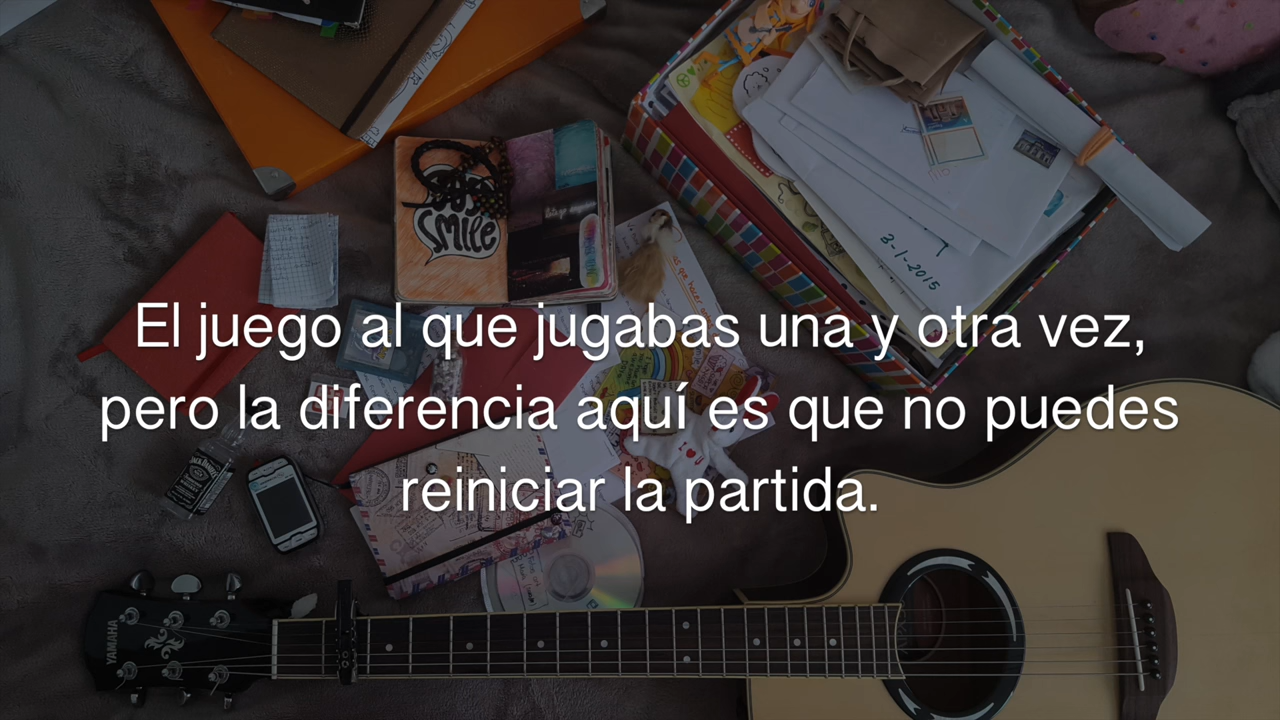 SMILE
3-1-2015
El juego al que jugabas una y otra vez,
pero la diferencia aquí es que no puedes
reiniciar la partida.
YAMAHA